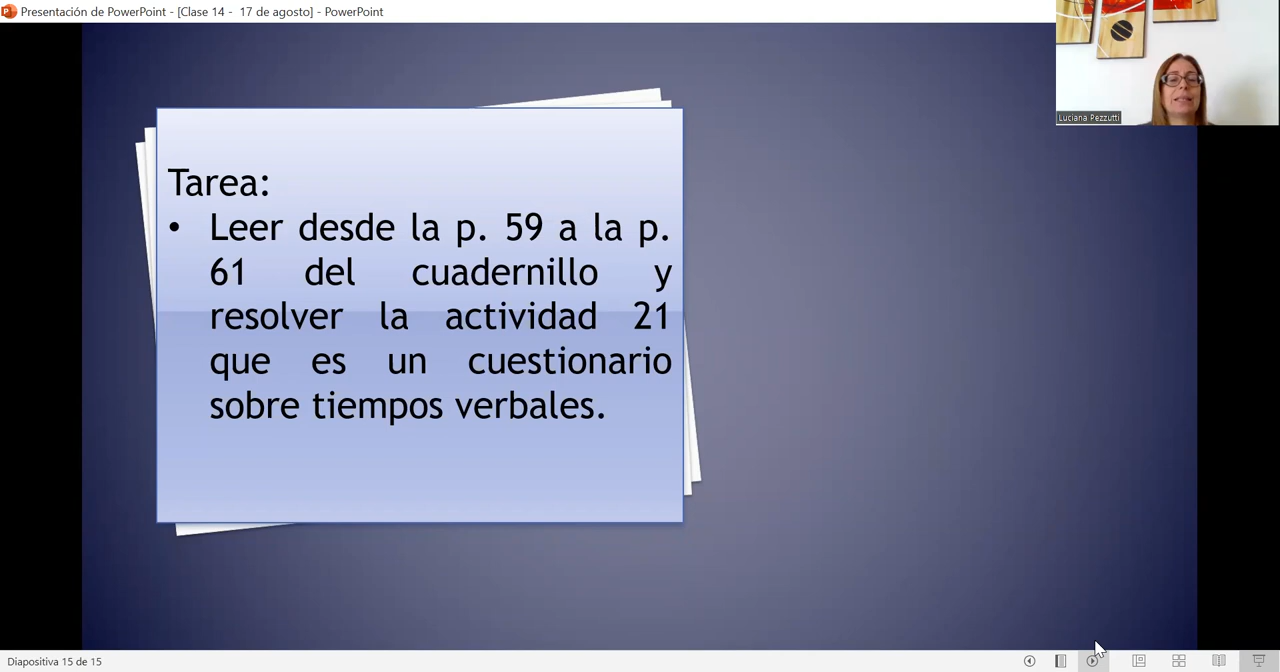 Presentación de PowerPoint - [Clase 14 -  17 de agosto] - PowerPoint
Luciana Pezzutti
Tarea:
• Leer desde la p. 59 a la p.
61 del cuadernillo y
resolver la actividad 21
que es un cuestionario
sobre tiempos verbales.
Diapositiva 15 de 15